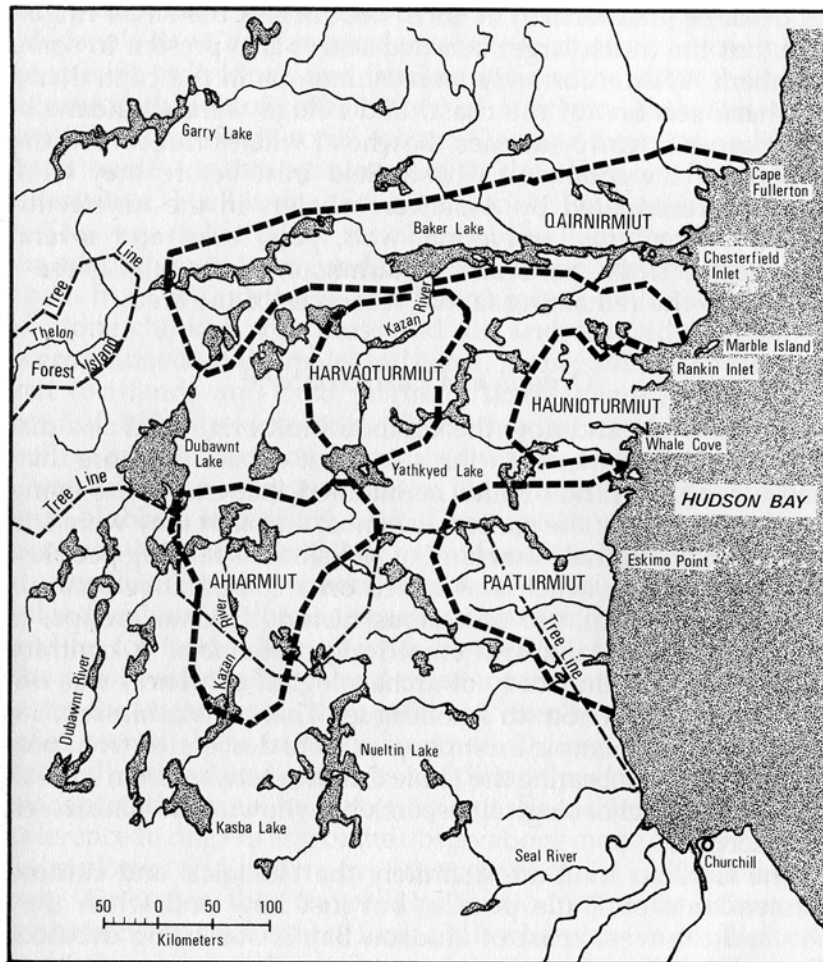 Garry Lake
Cape
Fullerton
QAIRNIRMIUT
Baker Lake
Chesterfield
Inlet
Tree Line
Kazan River
Thelon
Forest Island
Marble Island
Rankin Inlet
HARVAQTURMIUT
HAUNIQTURMIUT
Dubawnt
Lake
Whale Cove
Yathkyed Lake
Tree Line
HUDSON BAY
Eskimo Point
AHIARMIUT
PAATLIRMIUT
Kazan River
Tree Line
Dubawnt River
Nueltin Lake
Kasba Lake
Seal River
Churchill
50 0 50 100
Kilometers